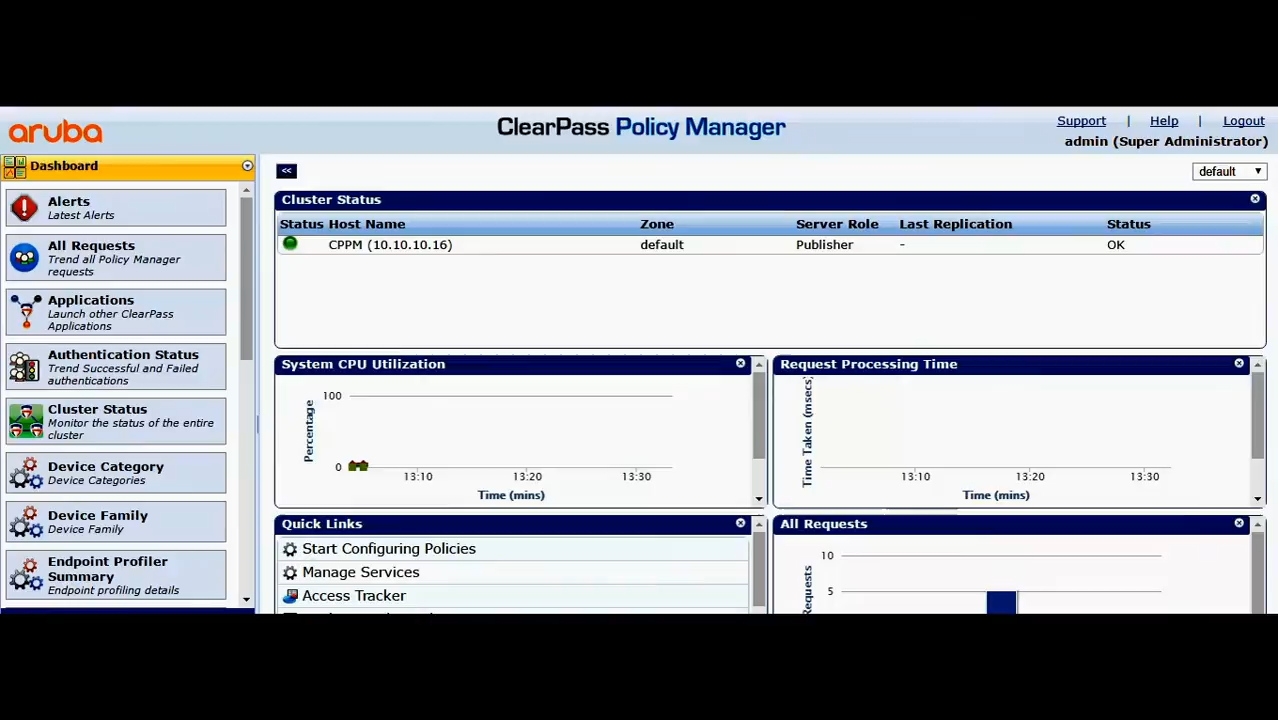 aruba
ClearPass Policy Manager
Support | Help | Logout
admin (Super Administrator)
Dashboard
<<
default
Alerts
Latest Alerts
All Requests
Trend all Policy Manager
requests
Applications
Launch other ClearPass
Applications
Authentication Status
Trend Successful and Failed
authentications
Cluster Status
Monitor the status of the entire
cluster
Device Category
Device Categories
Device Family
Device Family
Endpoint Profiler
Summary
Endpoint profiling details
Cluster Status
Status Host Name Zone Server Role Last Replication Status
CPPM (10.10.10.16) default Publisher - OK
System CPU Utilization
Percentage
100
0
13:10 13:20 13:30
Time (mins)
Request Processing Time
Time Taken (msecs)
13:10 13:20 13:30
Time (mins)
Quick Links
Start Configuring Policies
Manage Services
Access Tracker
All Requests
Requests
10
5